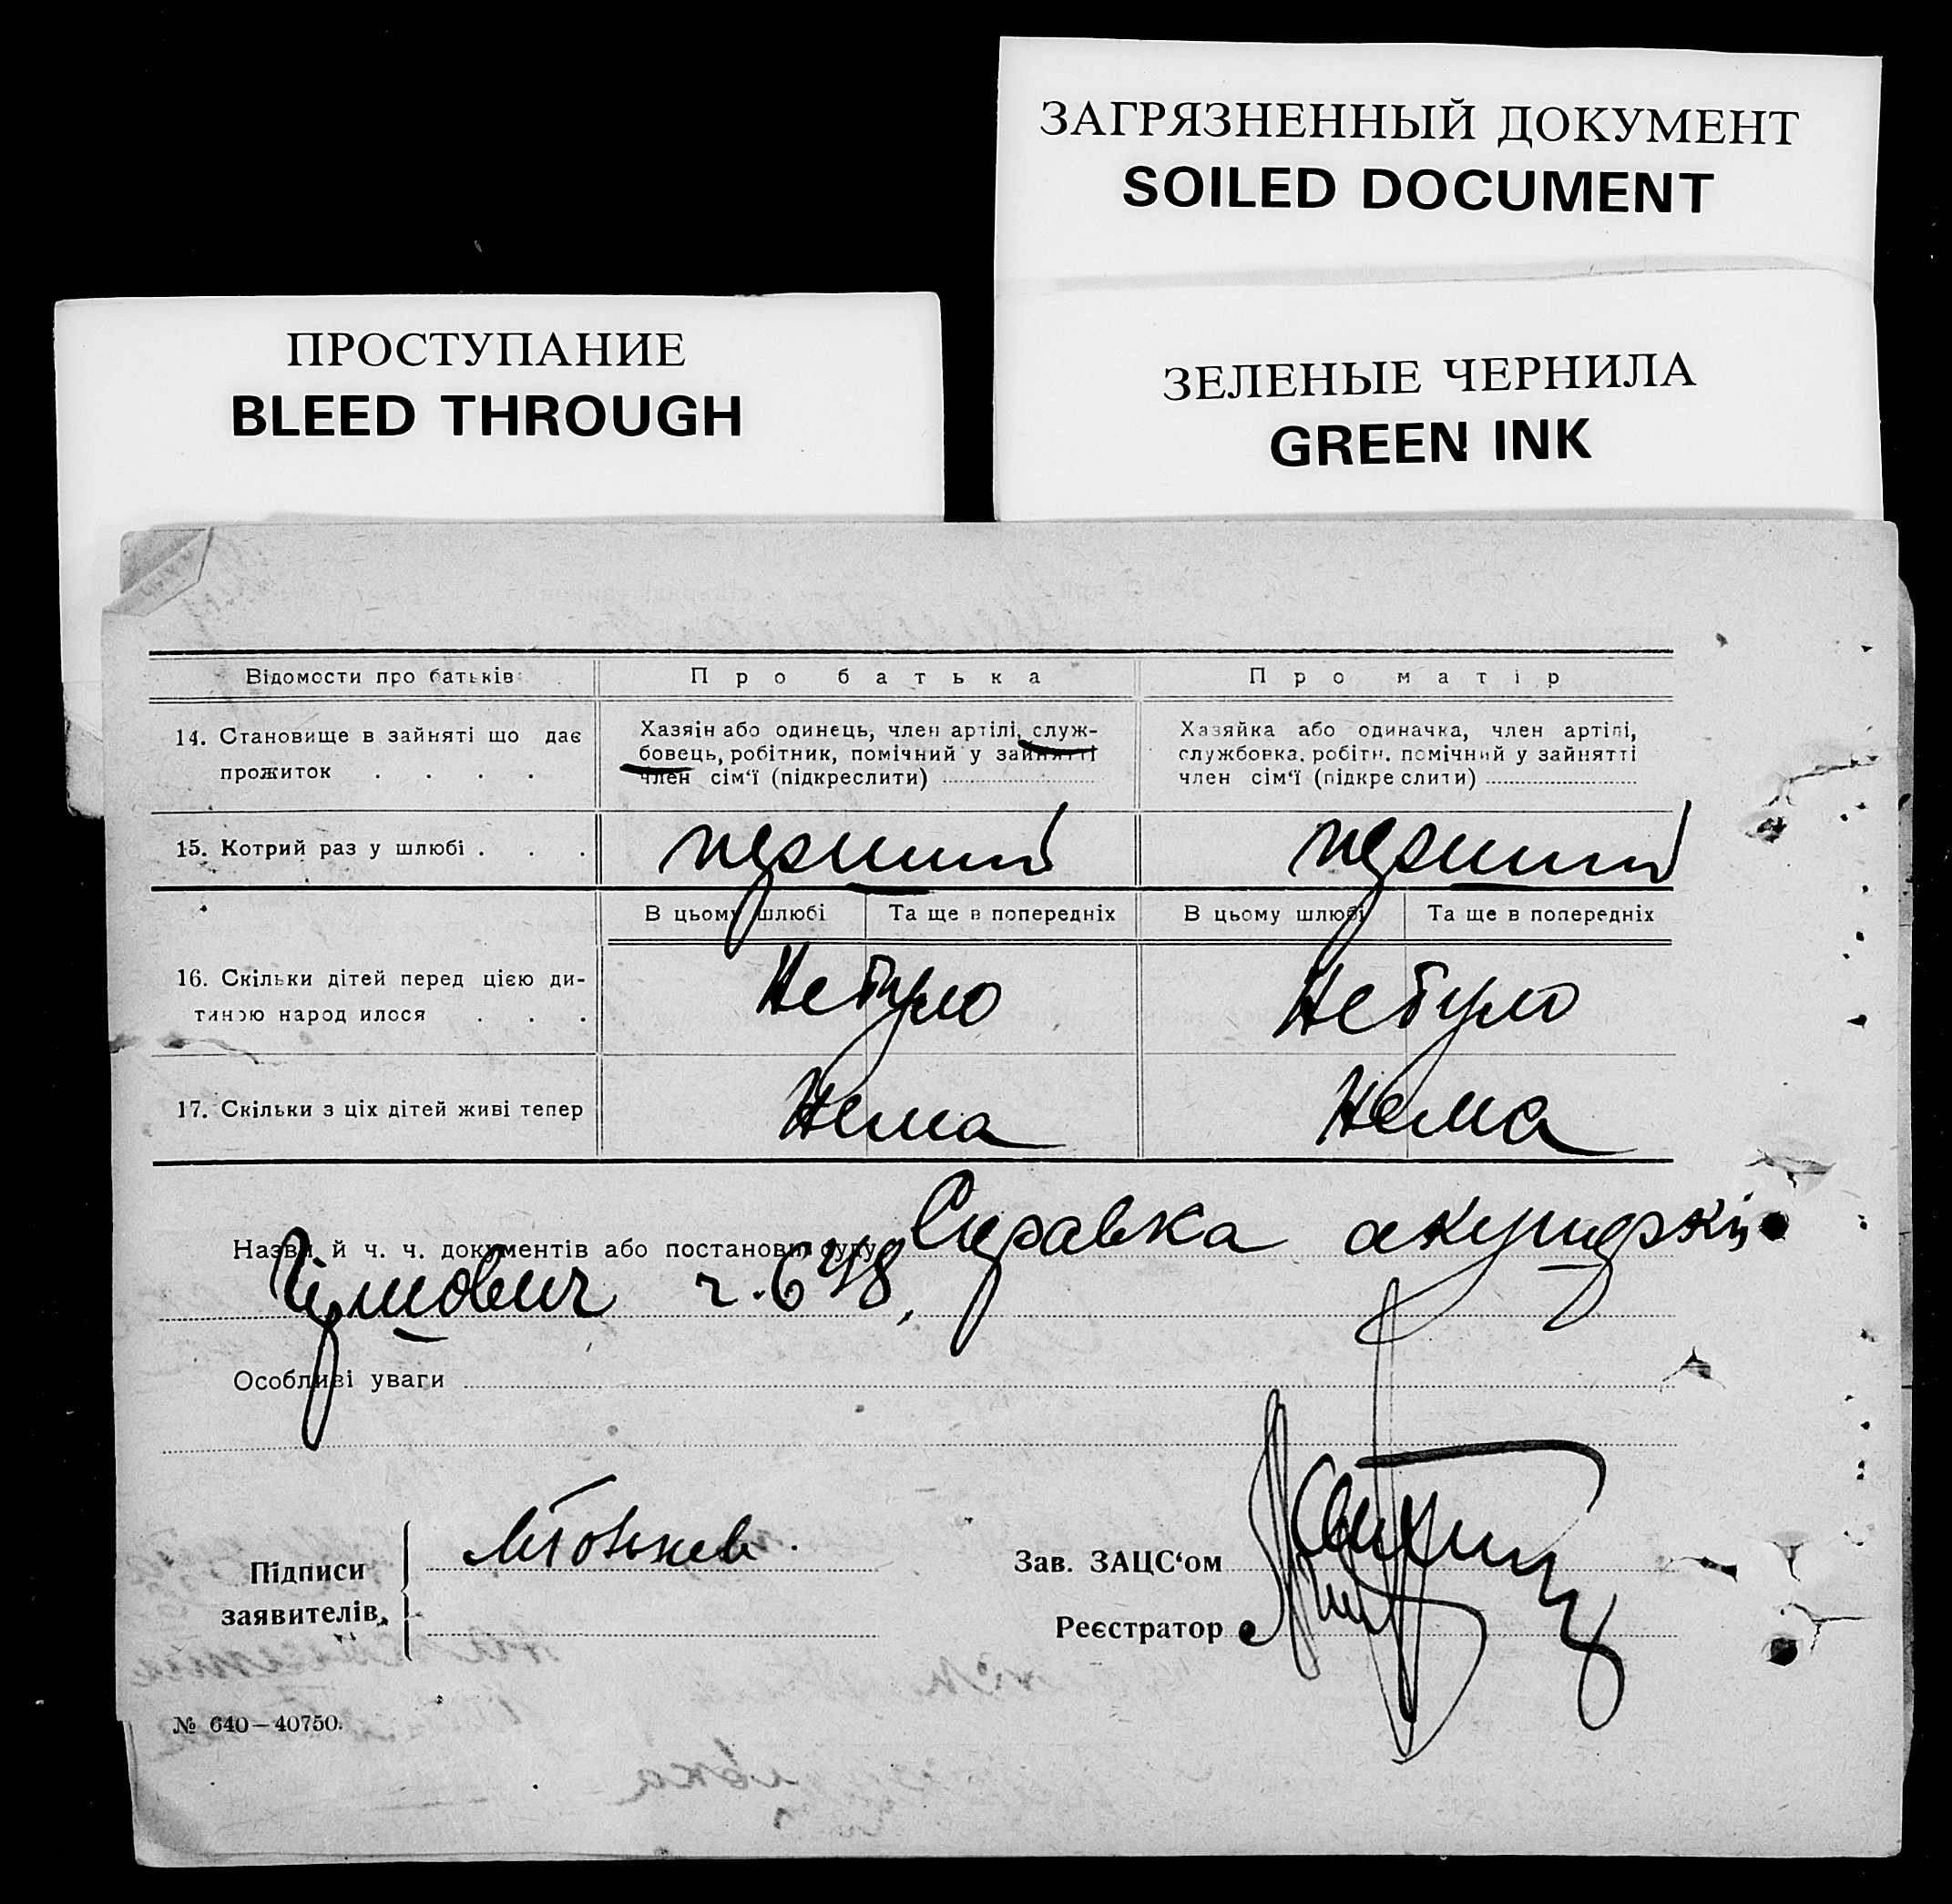 ЗАГРЯЗНЕННЫЙ ДОКУМЕНТ
SOILED DOCUMENT
ПРОСТУПАНИЕ
BLEED THROUGH
ЗЕЛЕНЫЕ ЧЕРНИЛА
GREEN INK
Відомости про батьків Про батька Про матір
14. Становище в зайняті що дає
прожиток . . . .
Хазяін або одинець, член артілі, служ-
бовець, робітник, помічний у зайнятті
член сім'ї (підкреслити)
Хазяйка або одиначка, член артілі,
службовка, робітн. помічний у зайнятті
член сім'ї (підкреслити)
15. Котрий раз у шлюбі . . . перший перший
В цьому шлюбі Та ще в попередніх В цьому шлюбі Та ще в попередніх
16. Скільки дітей перед цією ди-
тиною народилося . . . Не було Не було
17. Скільки з ціх дітей живі тепер Нема Нема
Назви й ч. ч. документів або постанови суду Справка акушерки
ч. 648,
Особливі уваги
Підписи
заявителів
Зав. ЗАЦС‘ом
Реєстратор
№ 640—40750.